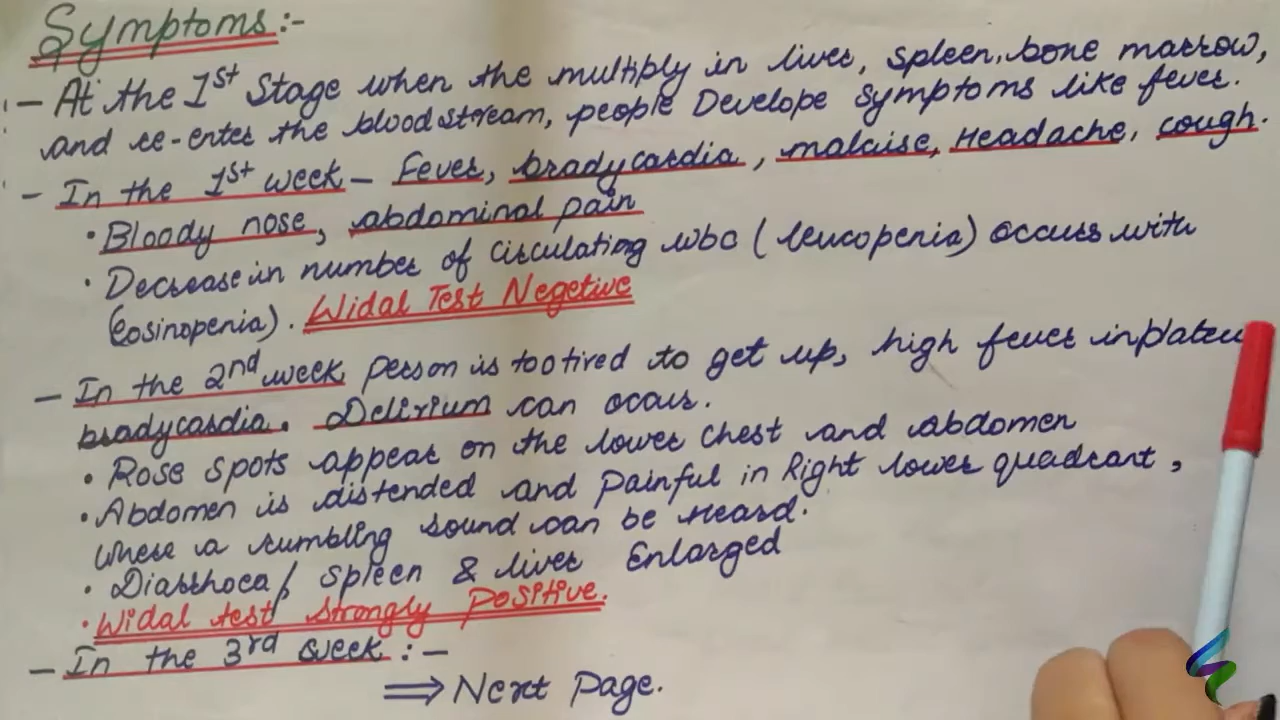 Symptoms:-
- At the 1st Stage when the multiply in liver, spleen, bone marrow,
and re-enter the bloodstream, people Develope symptoms like fever.
- In the 1st week - Fever, bradycardia, malaise, Headache, cough.
• Bloody nose, abdominal pain
• Decrease in number of circulating wbc (leucopenia) occurs with
(eosinopenia). Widal Test Negetive
- In the 2nd week person is too tired to get up, high fever in plateu
bradycardia. Delirium can occur.
• Rose spots appear on the lower chest and abdomen
• Abdomen is distended and Painful in Right lower quadrant,
where a rumbling sound can be Heard.
• Diarrhoea, spleen & liver Enlarged
• Widal test strongly Positive.
- In the 3rd week :-
⇒ Next Page.